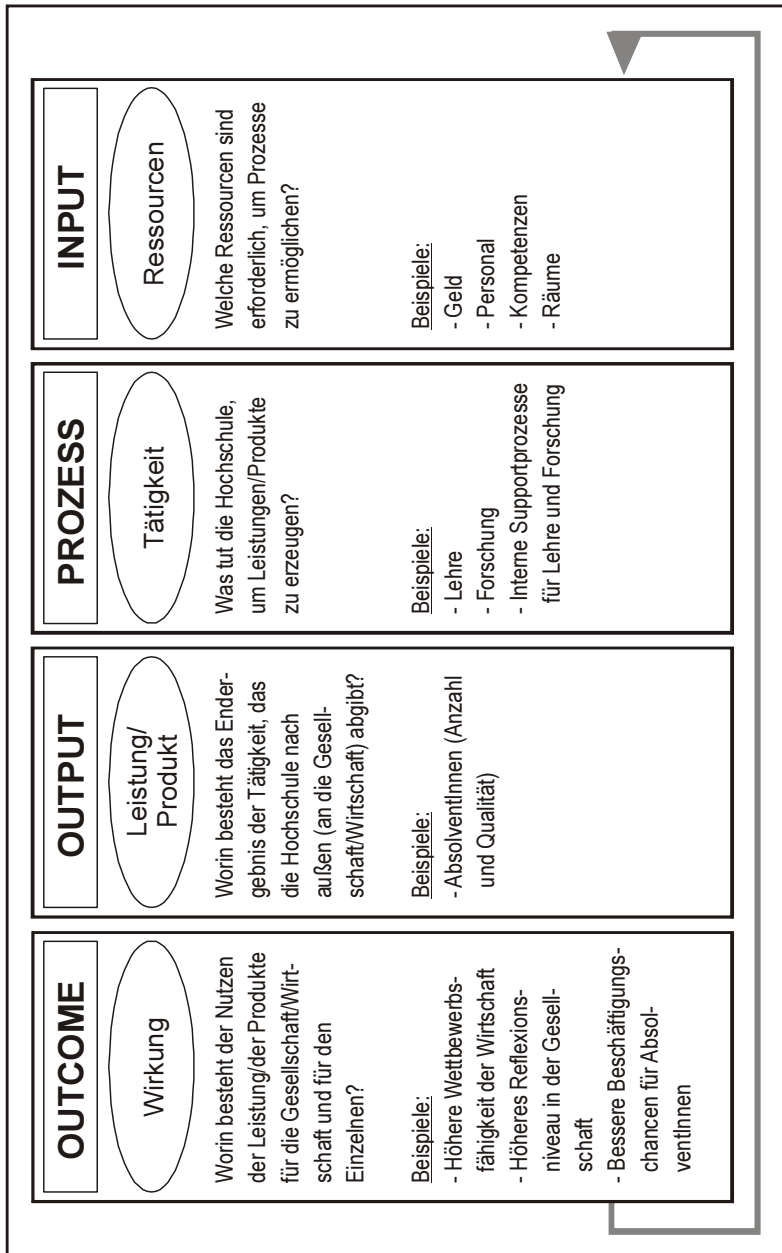 OUTCOME
Wirkung
Worin besteht der Nutzen
der Leistung/der Produkte
für die Gesellschaft/Wirt-
schaft und für den
Einzelnen?
Beispiele:
- Höhere Wettbewerbs-
fähigkeit der Wirtschaft
- Höheres Reflexions-
niveau in der Gesell-
schaft
- Bessere Beschäftigungs-
chancen für Absol-
ventInnen
OUTPUT
Leistung/
Produkt
Worin besteht das Ender-
gebnis der Tätigkeit, das
die Hochschule nach
außen (an die Gesell-
schaft/Wirtschaft) abgibt?
Beispiele:
- AbsolventInnen (Anzahl
und Qualität)
PROZESS
Tätigkeit
Was tut die Hochschule,
um Leistungen/Produkte
zu erzeugen?
Beispiele:
- Lehre
- Forschung
- Interne Supportprozesse
für Lehre und Forschung
INPUT
Ressourcen
Welche Ressourcen sind
erforderlich, um Prozesse
zu ermöglichen?
Beispiele:
- Geld
- Personal
- Kompetenzen
- Räume